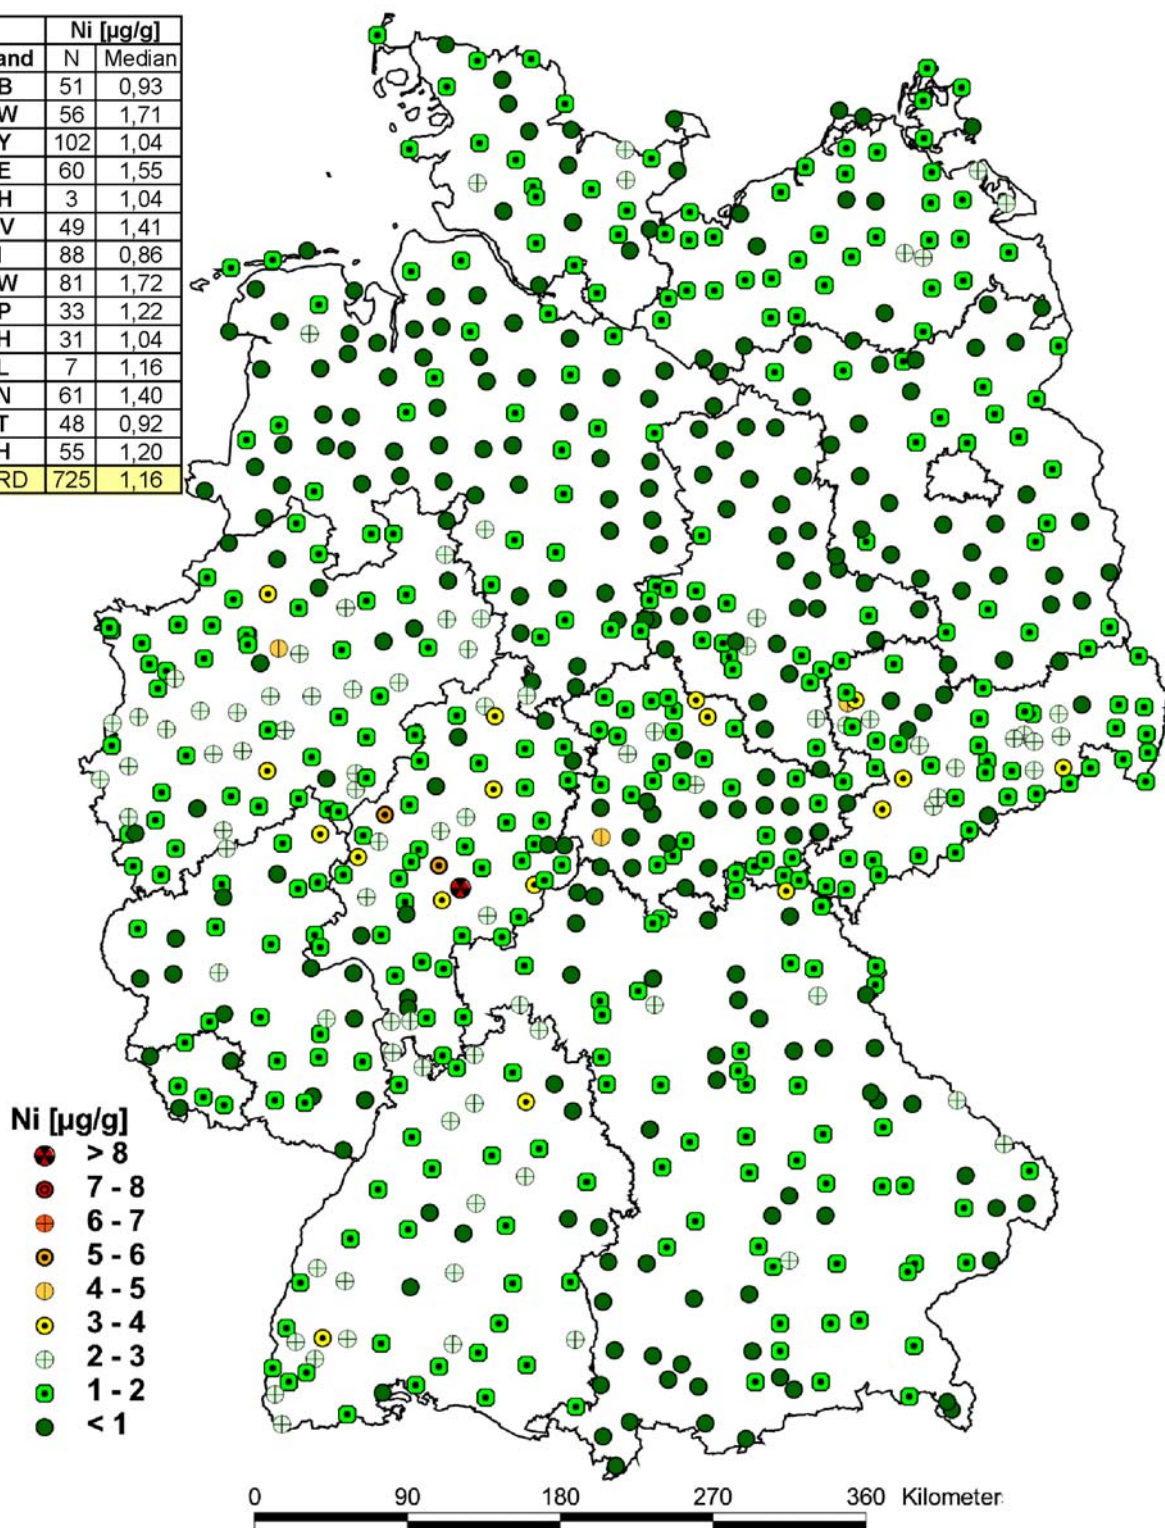 Ni [µg/g]
and N Median
B 51 0,93
W 56 1,71
Y 102 1,04
E 60 1,55
H 3 1,04
V 49 1,41
I 88 0,86
W 81 1,72
P 33 1,22
H 31 1,04
L 7 1,16
N 61 1,40
T 48 0,92
H 55 1,20
RD 725 1,16
Ni [µg/g]
> 8
7 - 8
6 - 7
5 - 6
4 - 5
3 - 4
2 - 3
1 - 2
< 1
0 90 180 270 360 Kilometer